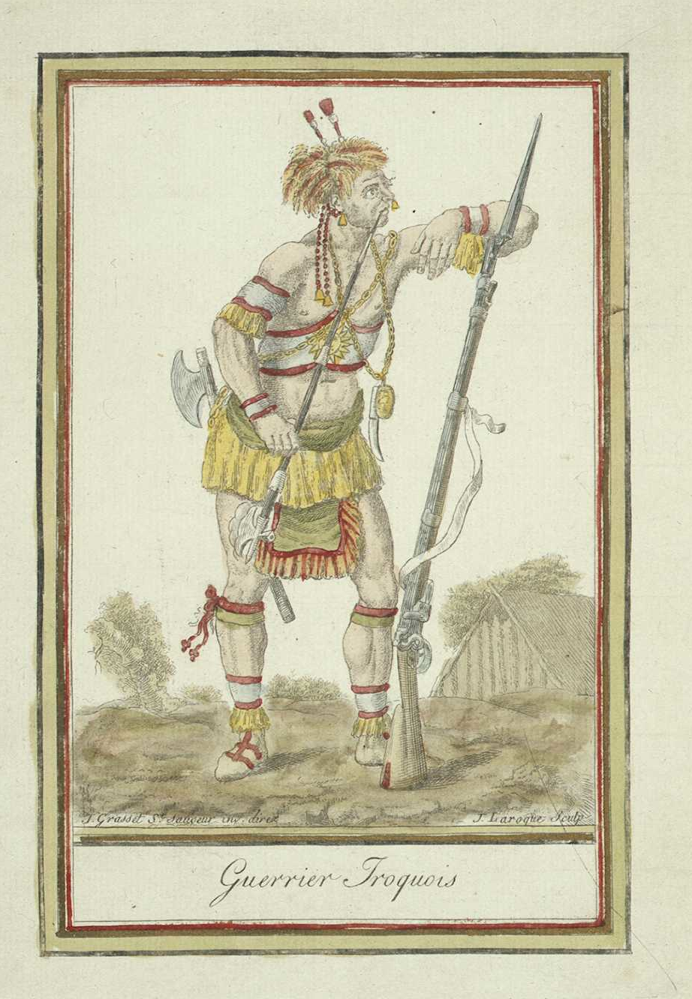 J. Grasset St. Sauveur inv. direx.
J. Laroque Sculp.
Guerrier Iroquois